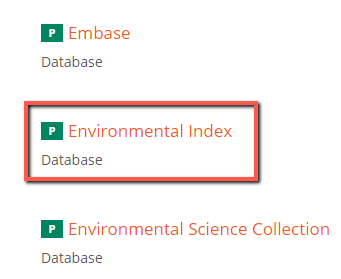 P Embase
Database
P Environmental Index
Database
P Environmental Science Collection
Database